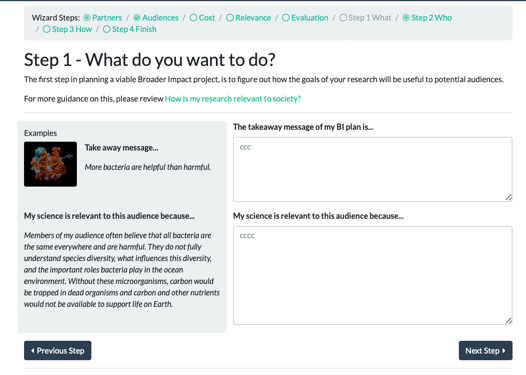 Wizard Steps: Partners / Audiences / Cost / Relevance / Evaluation / Step 1 What / Step 2 Who
/ Step 3 How / Step 4 Finish
Step 1 - What do you want to do?
The first step in planning a viable Broader Impact project, is to figure out how the goals of your research will be useful to potential audiences.
For more guidance on this, please review How is my research relevant to society?
Examples
Take away message...
More bacteria are helpful than harmful.
My science is relevant to this audience because...
Members of my audience often believe that all bacteria are
the same everywhere and are harmful. They do not fully
understand species diversity, what influences this diversity,
and the important roles bacteria play in the ocean
environment. Without these microorganisms, carbon would
be trapped in dead organisms and carbon and other nutrients
would not be available to support life on Earth.
The takeaway message of my BI plan is...
ccc
My science is relevant to this audience because...
cccc
Previous Step
Next Step